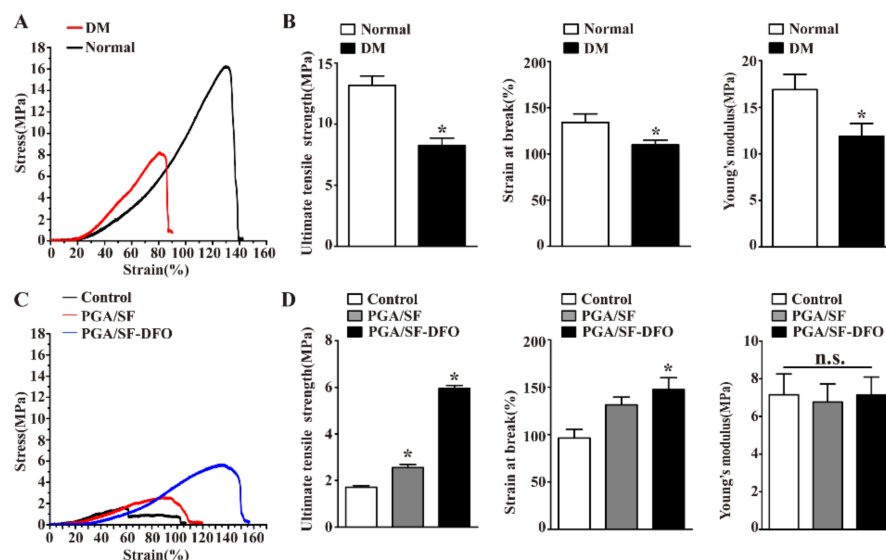 A
DM
Normal
Stress(MPa)
18
16
14
12
10
8
6
4
2
0
0 20 40 60 80 100 120 140 160
Strain(%)
B
Normal
DM
Ultimate tensile strength(MPa)
15
10
5
0
*
Normal
DM
Strain at break(%)
200
150
100
50
0
*
Normal
DM
Young's modulus(MPa)
20
15
10
5
0
*
C
Control
PGA/SF
PGA/SF-DFO
Stress(MPa)
18
16
14
12
10
8
6
4
2
0
0 20 40 60 80 100 120 140 160
Strain(%)
D
Control
PGA/SF
PGA/SF-DFO
Ultimate tensile strength(MPa)
8
6
4
2
0
*
*
Control
PGA/SF
PGA/SF-DFO
Strain at break(%)
200
150
100
50
0
*
Control
PGA/SF
PGA/SF-DFO
Young's modulus(MPa)
10
8
6
4
2
0
n.s.